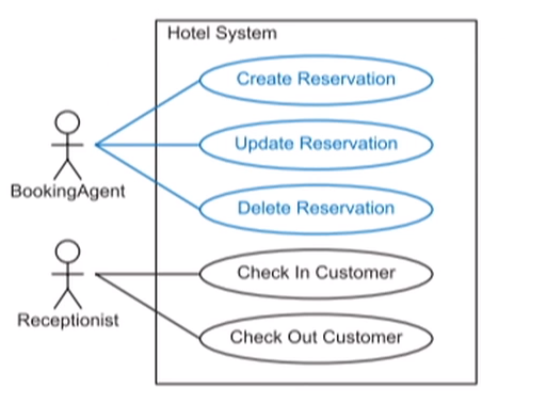 Hotel System
Create Reservation
Update Reservation
BookingAgent
Delete Reservation
Check In Customer
Receptionist
Check Out Customer